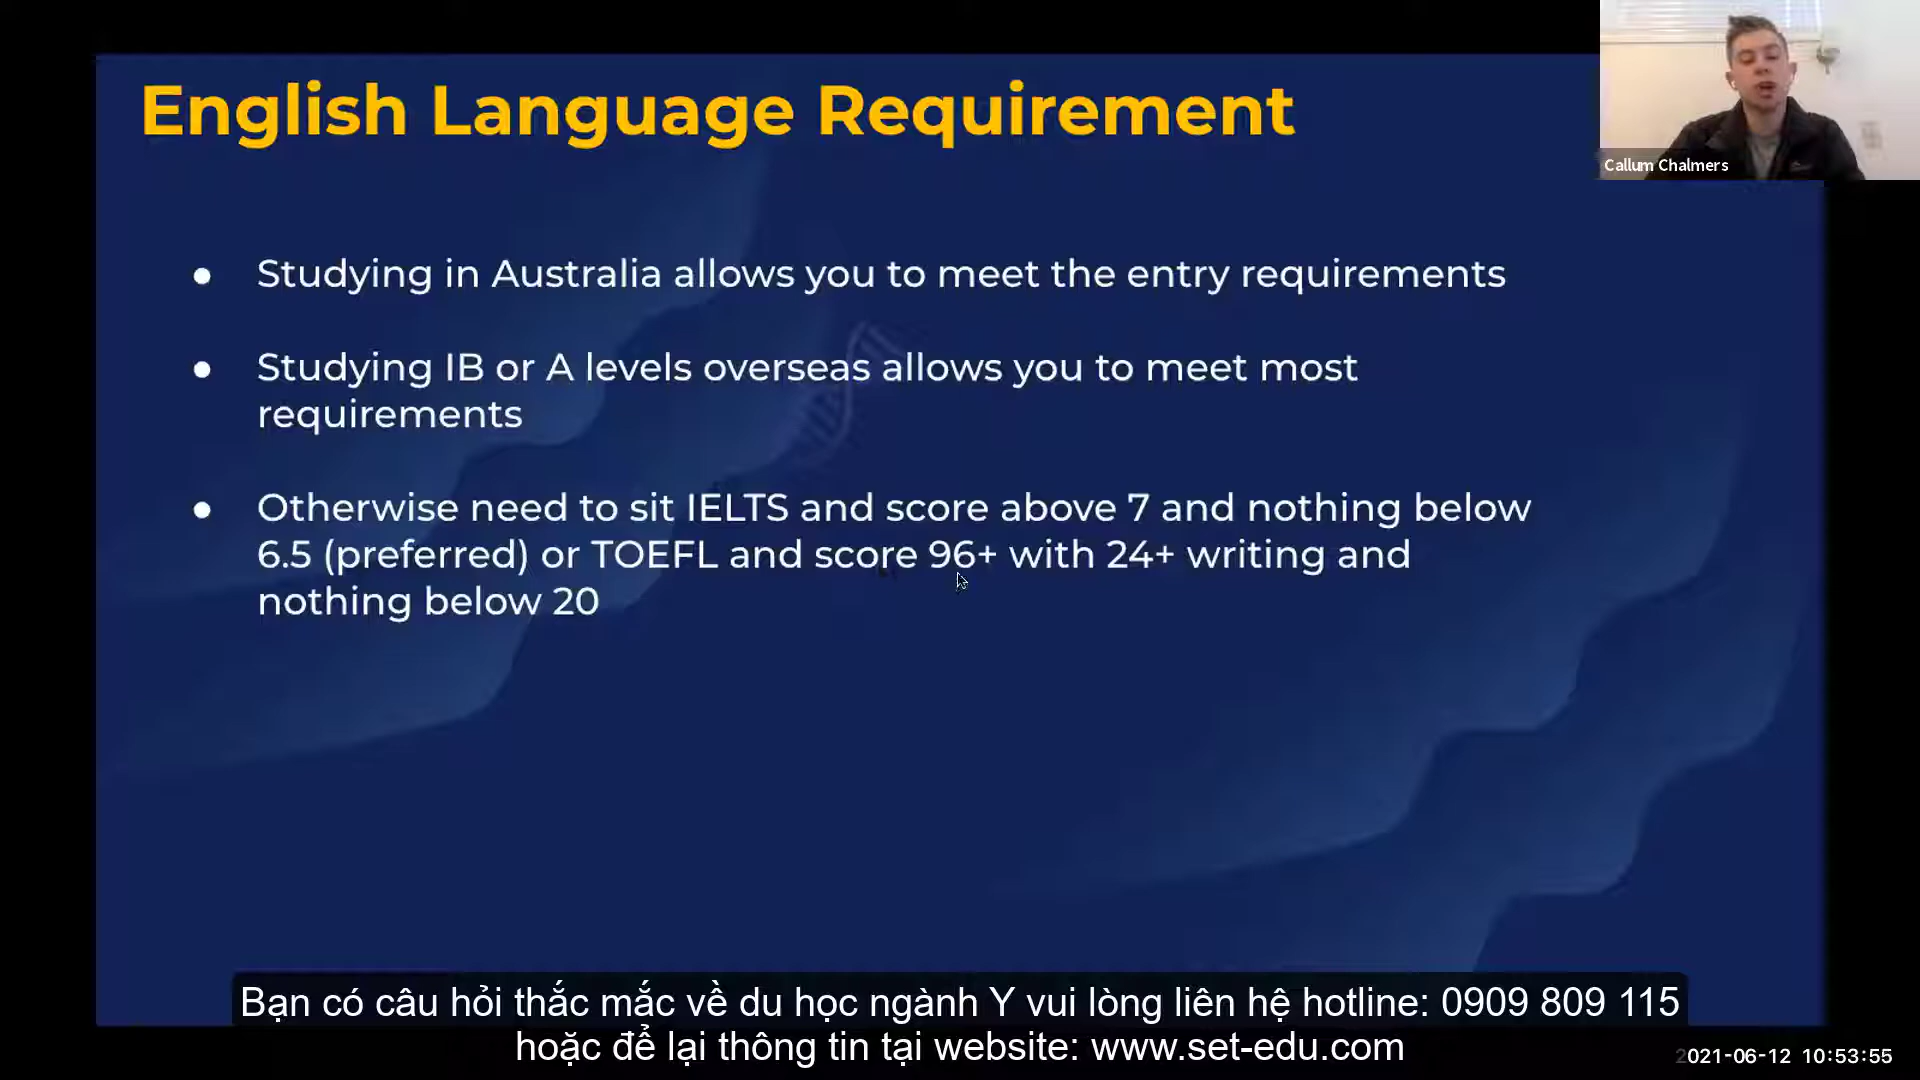 English Language Requirement
Callum Chalmers
● Studying in Australia allows you to meet the entry requirements
● Studying IB or A levels overseas allows you to meet most
requirements
● Otherwise need to sit IELTS and score above 7 and nothing below
6.5 (preferred) or TOEFL and score 96+ with 24+ writing and
nothing below 20
Bạn có câu hỏi thắc mắc về du học ngành Y vui lòng liên hệ hotline: 0909 809 115
hoặc để lại thông tin tại website: www.set-edu.com
2021-06-12 10:53:55